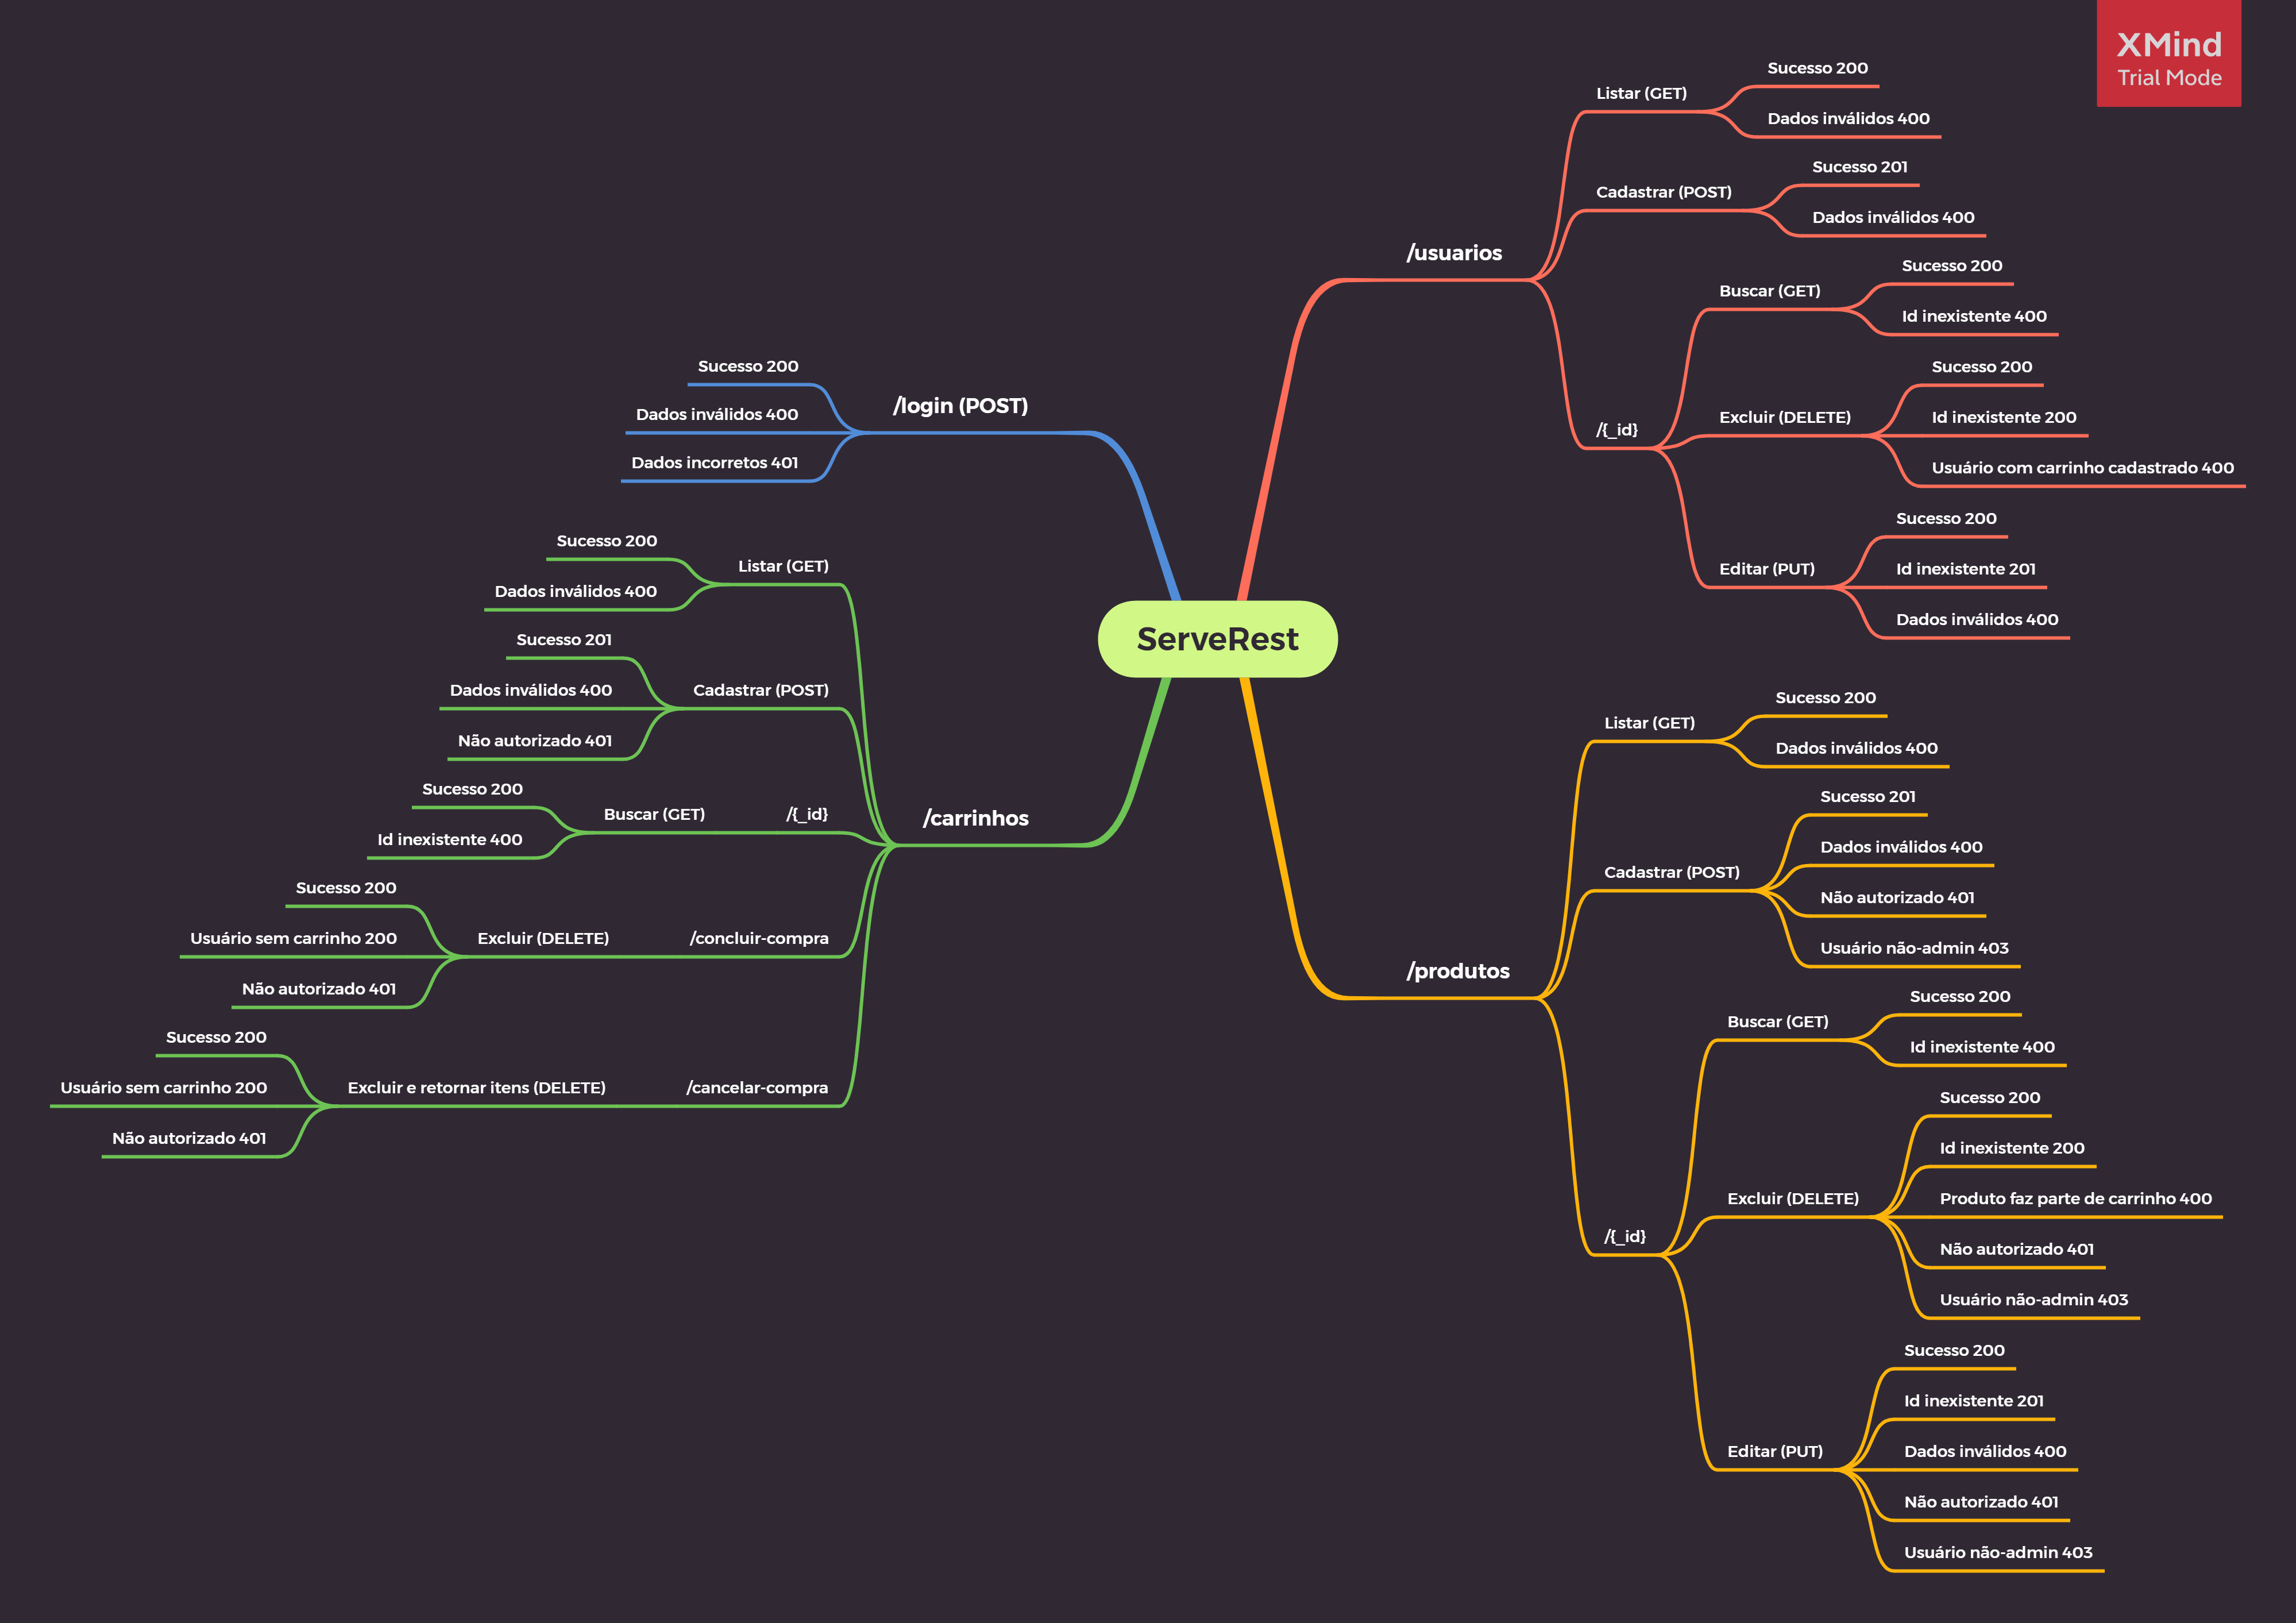 XMind
Trial Mode
ServeRest
/usuarios
Listar (GET)
Sucesso 200
Dados inválidos 400
Cadastrar (POST)
Sucesso 201
Dados inválidos 400
/{_id}
Buscar (GET)
Sucesso 200
Id inexistente 400
Excluir (DELETE)
Sucesso 200
Id inexistente 200
Usuário com carrinho cadastrado 400
Editar (PUT)
Sucesso 200
Id inexistente 201
Dados inválidos 400
/produtos
Listar (GET)
Sucesso 200
Dados inválidos 400
Cadastrar (POST)
Sucesso 201
Dados inválidos 400
Não autorizado 401
Usuário não-admin 403
/{_id}
Buscar (GET)
Sucesso 200
Id inexistente 400
Excluir (DELETE)
Sucesso 200
Id inexistente 200
Produto faz parte de carrinho 400
Não autorizado 401
Usuário não-admin 403
Editar (PUT)
Sucesso 200
Id inexistente 201
Dados inválidos 400
Não autorizado 401
Usuário não-admin 403
/login (POST)
Sucesso 200
Dados inválidos 400
Dados incorretos 401
/carrinhos
Listar (GET)
Sucesso 200
Dados inválidos 400
Cadastrar (POST)
Sucesso 201
Dados inválidos 400
Não autorizado 401
/{_id}
Buscar (GET)
Sucesso 200
Id inexistente 400
/concluir-compra
Excluir (DELETE)
Sucesso 200
Usuário sem carrinho 200
Não autorizado 401
/cancelar-compra
Excluir e retornar itens (DELETE)
Sucesso 200
Usuário sem carrinho 200
Não autorizado 401